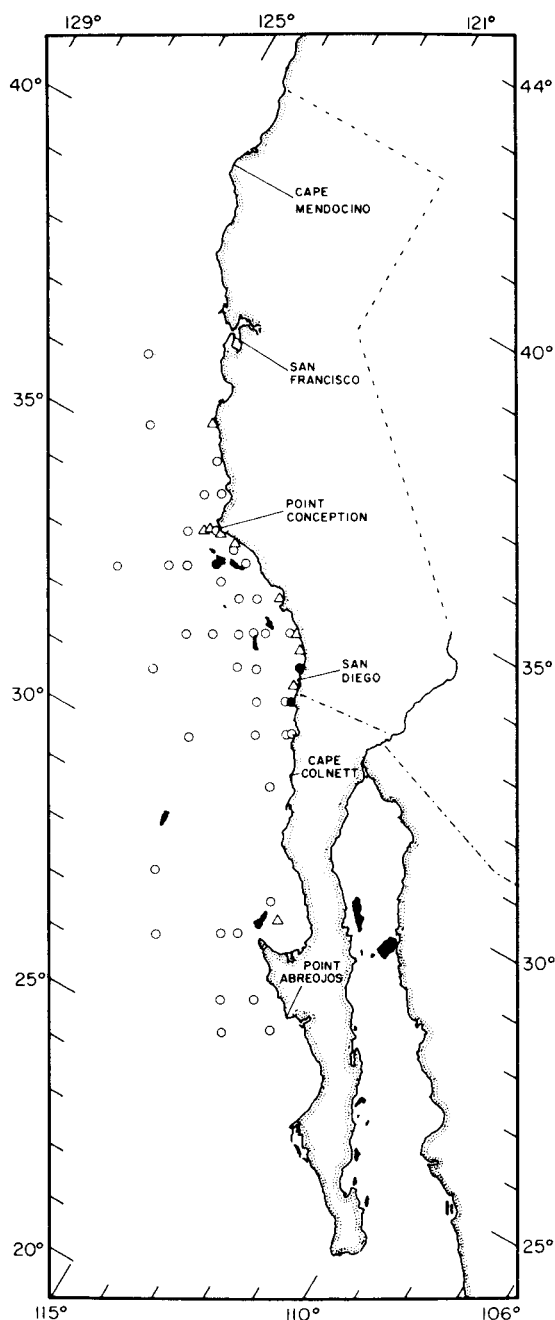 129°
125°
121°
40°
44°
CAPE
MENDOCINO
SAN
FRANCISCO
40°
35°
POINT
CONCEPTION
SAN
DIEGO
35°
30°
CAPE
COLNETT
30°
25°
POINT
ABREOJOS
20°
25°
115°
110°
106°